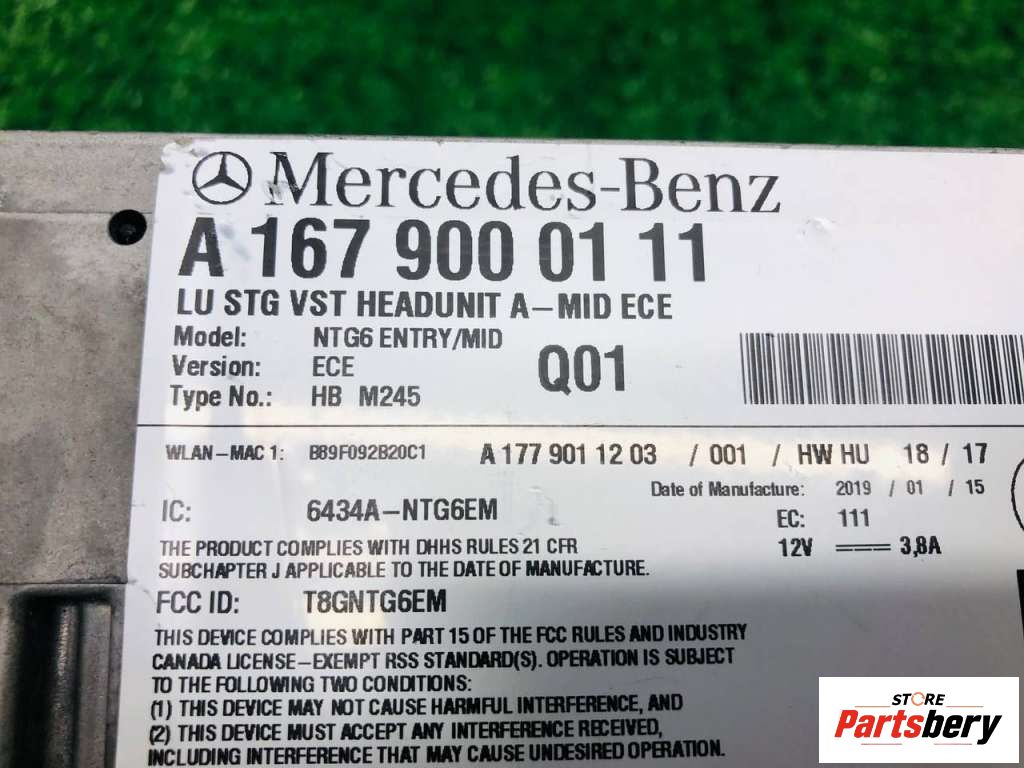 Mercedes-Benz
A 167 900 01 11
LU STG VST HEADUNIT A-MID ECE
Model: NTG6 ENTRY/MID
Version: ECE
Type No.: HB M245
Q01
WLAN-MAC 1: B89F092B20C1 A 177 901 12 03 / 001 / HW HU 18 / 17
Date of Manufacture: 2019 / 01 / 15
IC: 6434A-NTG6EM
EC: 111
12V 3,8A
THE PRODUCT COMPLIES WITH DHHS RULES 21 CFR
SUBCHAPTER J APPLICABLE TO THE DATE OF MANUFACTURE.
FCC ID: T8GNTG6EM
THIS DEVICE COMPLIES WITH PART 15 OF THE FCC RULES AND INDUSTRY
CANADA LICENSE-EXEMPT RSS STANDARD(S). OPERATION IS SUBJECT
TO THE FOLLOWING TWO CONDITIONS:
(1) THIS DEVICE MAY NOT CAUSE HARMFUL INTERFERENCE, AND
(2) THIS DEVICE MUST ACCEPT ANY INTERFERENCE RECEIVED,
INCLUDING INTERFERENCE THAT MAY CAUSE UNDESIRED OPERATION.
STORE
Partsbery